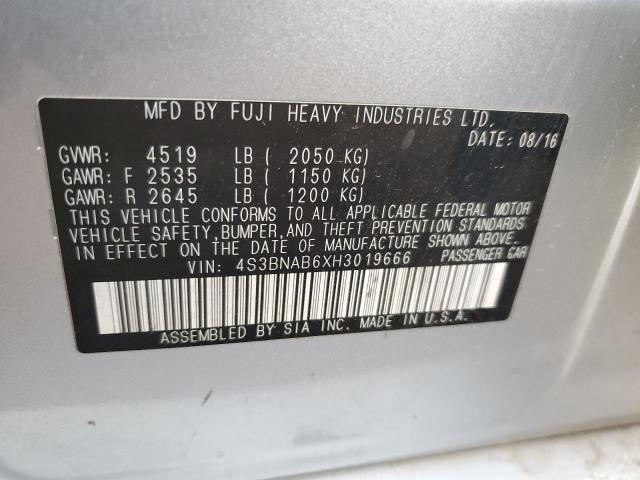 MFD BY FUJI HEAVY INDUSTRIES LTD.
DATE: 08/16
GVWR: 4519 LB ( 2050 KG)
GAWR: F 2535 LB ( 1150 KG)
GAWR: R 2645 LB ( 1200 KG)
THIS VEHICLE CONFORMS TO ALL APPLICABLE FEDERAL MOTOR
VEHICLE SAFETY, BUMPER, AND THEFT PREVENTION STANDARDS
IN EFFECT ON THE DATE OF MANUFACTURE SHOWN ABOVE.
VIN: 4S3BNAB6XH3019666 PASSENGER CAR
ASSEMBLED BY SIA INC. MADE IN U.S.A.